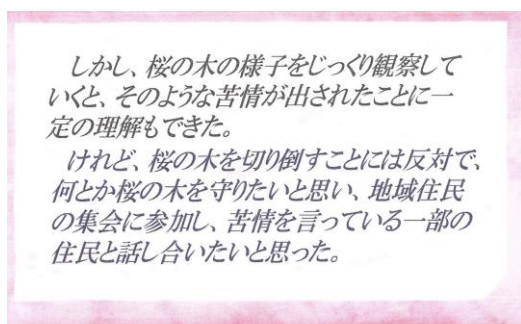 しかし、桜の木の様子をじっくり観察して
いくと、そのような苦情が出されたことに一
定の理解もできた。
けれど、桜の木を切り倒すことには反対で、
何とか桜の木を守りたいと思い、地域住民
の集会に参加し、苦情を言っている一部の
住民と話し合いたいと思った。